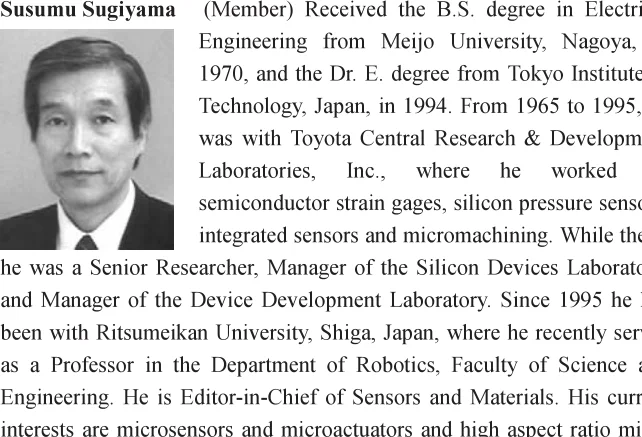 Susumu Sugiyama (Member) Received the B.S. degree in Electri
Engineering from Meijo University, Nagoya,
1970, and the Dr. E. degree from Tokyo Institute
Technology, Japan, in 1994. From 1965 to 1995,
was with Toyota Central Research & Developm
Laboratories, Inc., where he worked
semiconductor strain gages, silicon pressure senso
integrated sensors and micromachining. While the
he was a Senior Researcher, Manager of the Silicon Devices Laborato
and Manager of the Device Development Laboratory. Since 1995 he
been with Ritsumeikan University, Shiga, Japan, where he recently ser
as a Professor in the Department of Robotics, Faculty of Science a
Engineering. He is Editor-in-Chief of Sensors and Materials. His curr
interests are microsensors and microactuators and high aspect ratio mi